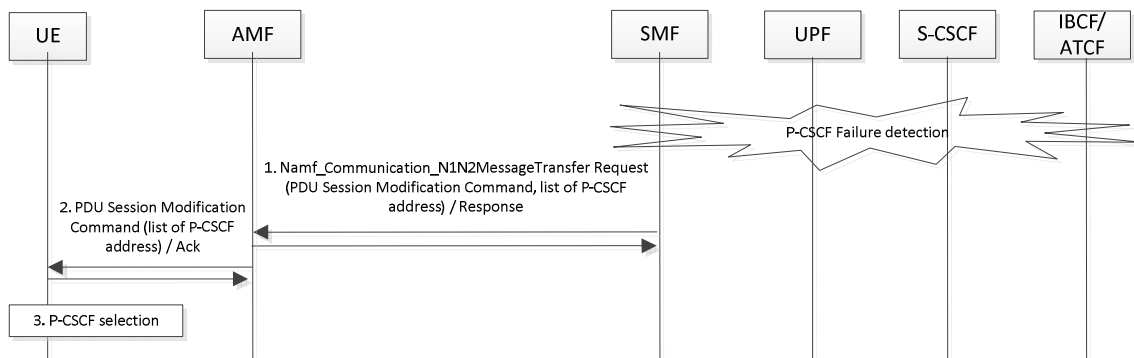 UE
AMF
SMF
UPF
S-CSCF
IBCF/
ATCF
P-CSCF Failure detection
1. Namf_Communication_N1N2MessageTransfer Request
(PDU Session Modification Command, list of P-CSCF
address) / Response
2. PDU Session Modification
Command (list of P-CSCF
address) / Ack
3. P-CSCF selection